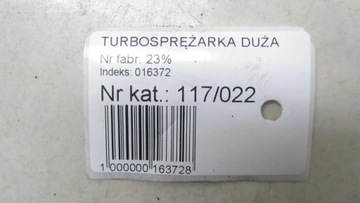 TURBOSPRĘŻARKA DUŻA
Nr fabr. 23%
Indeks: 016372
Nr kat.: 117/022
1 000000 163728